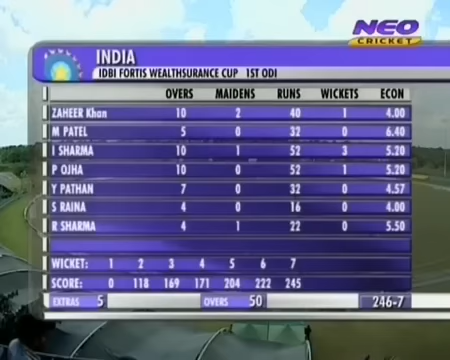 NEO
CRICKET
INDIA
IDBI FORTIS WEALTHSURANCE CUP 1ST ODI
OVERS MAIDENS RUNS WICKETS ECON
ZAHEER Khan 10 2 40 1 4.00
M PATEL 5 0 32 0 6.40
I SHARMA 10 1 52 3 5.20
P OJHA 10 0 52 1 5.20
Y PATHAN 7 0 32 0 4.57
S RAINA 4 0 16 0 4.00
R SHARMA 4 1 22 0 5.50
WICKET: 1 2 3 4 5 6 7
SCORE: 0 118 169 171 204 222 245
EXTRAS 5 OVERS 50 246-7